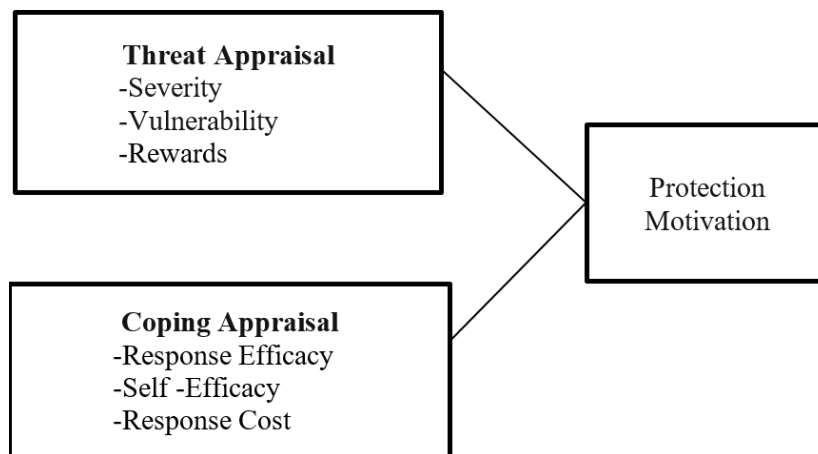 Threat Appraisal
-Severity
-Vulnerability
-Rewards
Protection
Motivation
Coping Appraisal
-Response Efficacy
-Self -Efficacy
-Response Cost